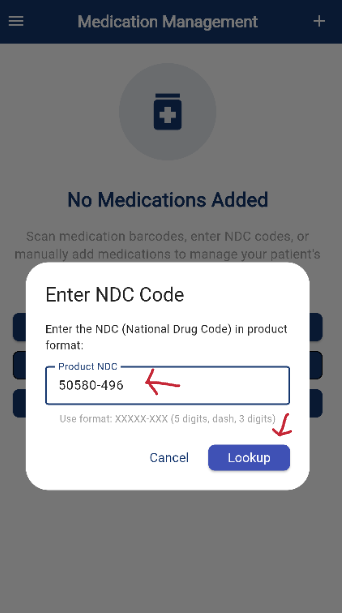 Medication Management
No Medications Added
Scan medication barcodes, enter NDC codes, or
manually add medications to manage your patient's
Enter NDC Code
Enter the NDC (National Drug Code) in product
format:
Product NDC
50580-496
Use format: XXXXX-XXX (5 digits, dash, 3 digits)
Cancel
Lookup